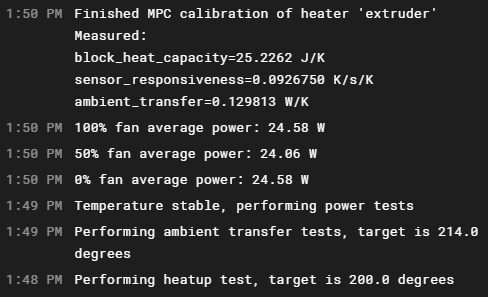 1:50 PM Finished MPC calibration of heater 'extruder'
Measured:
block_heat_capacity=25.2262 J/K
sensor_responsiveness=0.0926750 K/s/K
ambient_transfer=0.129813 W/K
1:50 PM 100% fan average power: 24.58 W
1:50 PM 50% fan average power: 24.06 W
1:50 PM 0% fan average power: 24.58 W
1:49 PM Temperature stable, performing power tests
1:49 PM Performing ambient transfer tests, target is 214.0
degrees
1:48 PM Performing heatup test, target is 200.0 degrees